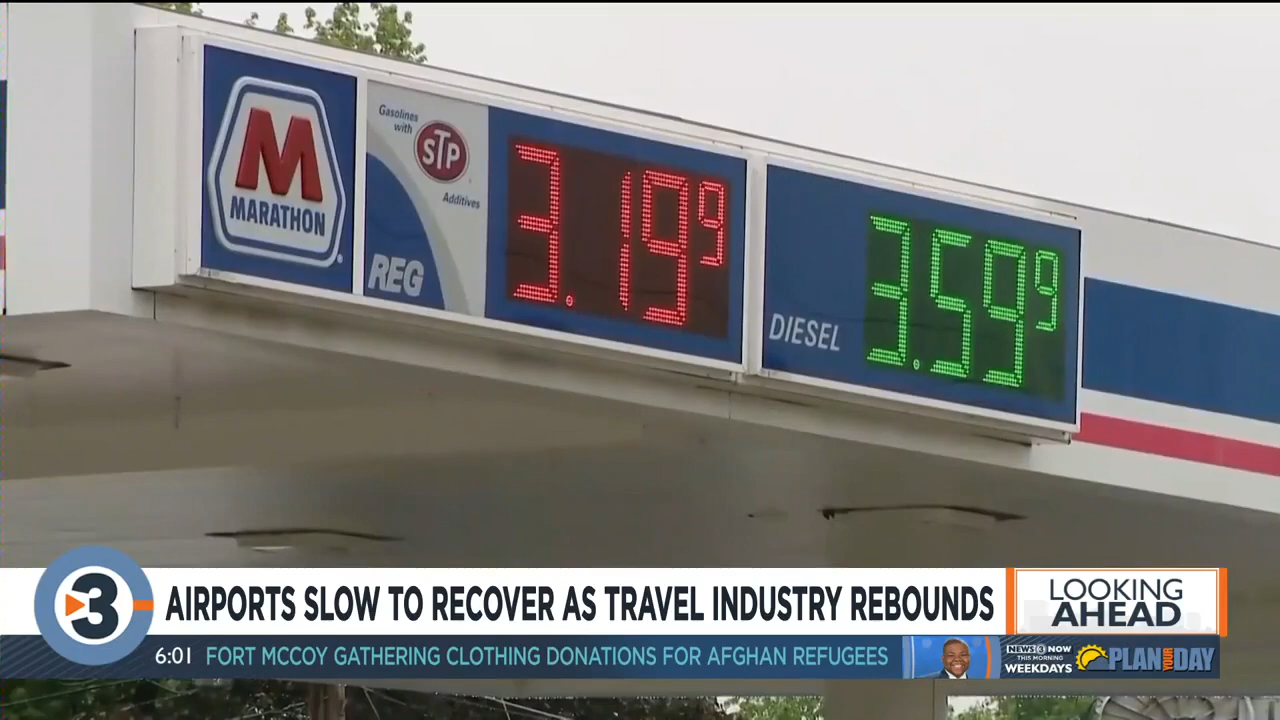 M
MARATHON
Gasolines
with
STP
Additives
REG
3.19 9
DIESEL
3.59 9
3
AIRPORTS SLOW TO RECOVER AS TRAVEL INDUSTRY REBOUNDS
LOOKING
AHEAD
6:01 FORT MCCOY GATHERING CLOTHING DONATIONS FOR AFGHAN REFUGEES
NEWS 3 NOW
THIS MORNING
WEEKDAYS
PLAN YOUR DAY